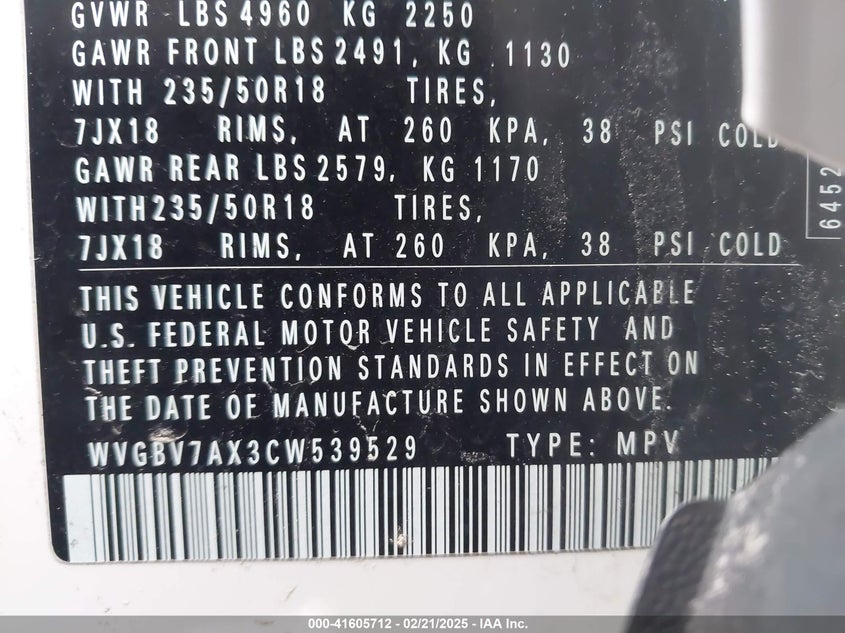 GVWR LBS 4960 KG 2250
GAWR FRONT LBS 2491, KG 1130
WITH 235/50R18 TIRES,
7JX18 RIMS, AT 260 KPA, 38 PSI COLD
GAWR REAR LBS 2579, KG 1170
WITH235/50R18 TIRES,
7JX18 RIMS, AT 260 KPA, 38 PSI COLD
6452
THIS VEHICLE CONFORMS TO ALL APPLICABLE
U.S. FEDERAL MOTOR VEHICLE SAFETY AND
THEFT PREVENTION STANDARDS IN EFFECT ON
THE DATE OF MANUFACTURE SHOWN ABOVE.
WVGBV7AX3CW539529 TYPE: MPV
000-41605712 - 02/21/2025 - IAA Inc.